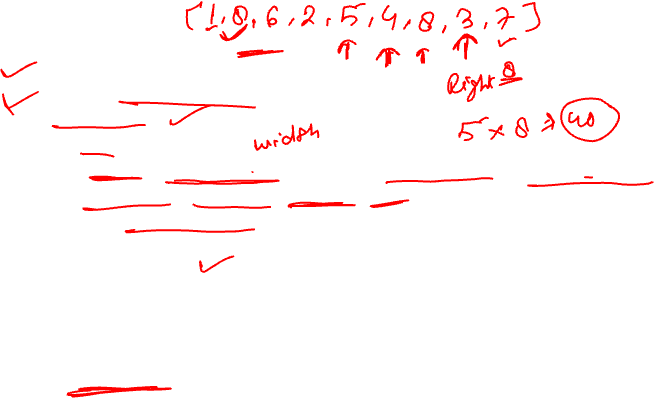 [1,8,6,2,5,4,8,3,7]
Right 8
5 × 8 ⇒ 40
width